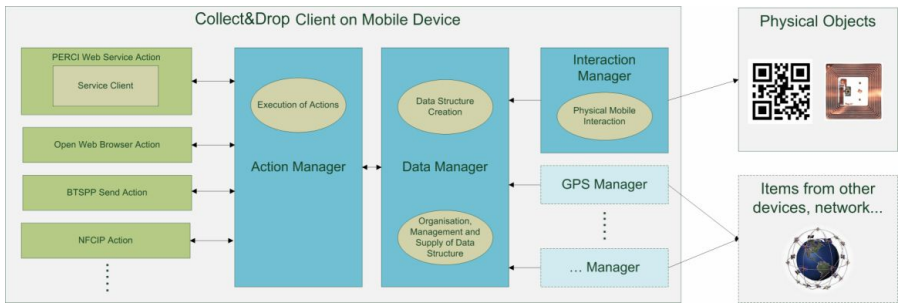 Collect&Drop Client on Mobile Device
PERCI Web Service Action
Service Client
Open Web Browser Action
BTSPP Send Action
NFCIP Action
Execution of Actions
Action Manager
Data Structure
Creation
Data Manager
Organisation,
Management and
Supply of Data
Structure
Interaction
Manager
Physical Mobile
Interaction
GPS Manager
... Manager
Physical Objects
Items from other
devices, network...